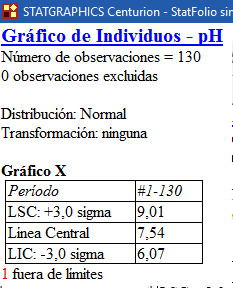 STATGRAPHICS Centurion - StatFolio sin
Gráfico de Individuos - pH
Número de observaciones = 130
0 observaciones excluidas
Distribución: Normal
Transformación: ninguna
Gráfico X
Período #1-130
LSC: +3,0 sigma 9,01
Línea Central 7,54
LIC: -3,0 sigma 6,07
1 fuera de límites